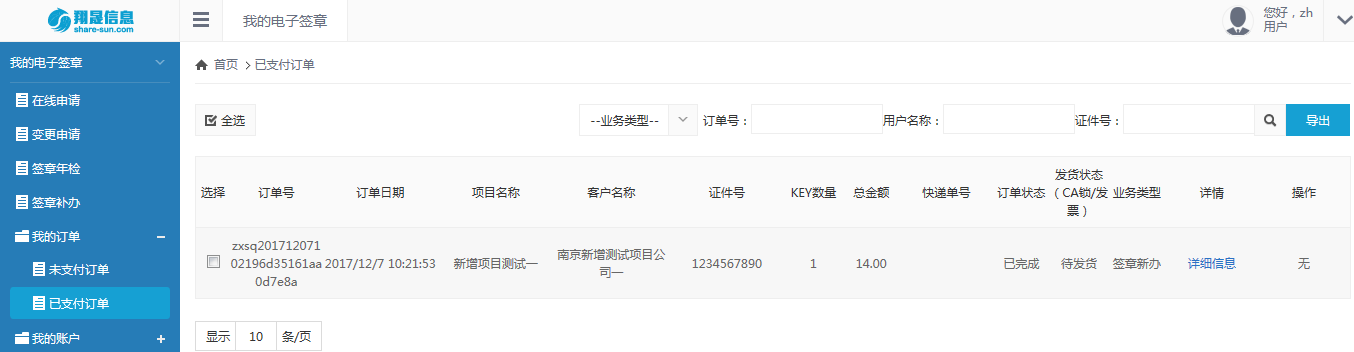 翔晟信息
share-sun.com
我的电子签章
您好，zh
用户
我的电子签章
在线申请
变更申请
签章年检
签章补办
我的订单
未支付订单
已支付订单
我的账户
首页 > 已支付订单
全选
--业务类型-- 订单号： 用户名称： 证件号： 导出
选择 订单号 订单日期 项目名称 客户名称 证件号 KEY数量 总金额 快递单号 订单状态
发货状态
（CA锁/发
票）
业务类型 详情 操作
zxsq201712071
02196d35161aa
0d7e8a
2017/12/7 10:21:53 新增项目测试一
南京新增测试项目公
司一
1234567890 1 14.00 已完成 待发货 签章新办 详细信息 无
显示 10 条/页